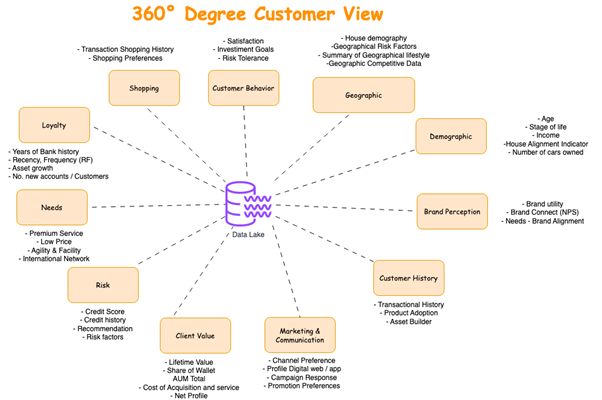 360° Degree Customer View
- Transaction Shopping History
- Shopping Preferences
Shopping
- Satisfaction
- Investiment Goals
- Risk Tolerance
Customer Behavior
- House demography
-Geographical Risk Factors
- Summary of Geographical lifestyle
-Geographic Competitive Data
Geographic
Loyalty
- Years of Bank history
- Recency, Frequency (RF)
- Asset growth
- No. new accounts / Customers
Demographic
- Age
- Stage of life
- Income
-House Alignment Indicator
- Number of cars owned
Needs
- Premium Service
- Low Price
- Agility & Facility
- International Network
Data Lake
Brand Perception
- Brand utility
- Brand Connect (NPS)
- Needs - Brand Alignment
Risk
- Credit Score
- Credit history
- Recommendation
- Risk factors
Customer History
- Transactional History
- Product Adoption
- Asset Builder
Client Value
- Lifetime Value
- Share of Wallet
AUM Total
- Cost of Acquisition and service
- Net Profile
Marketing &
Communication
- Channel Preference
- Profile Digital web / app
- Campaign Response
- Promotion Preferences